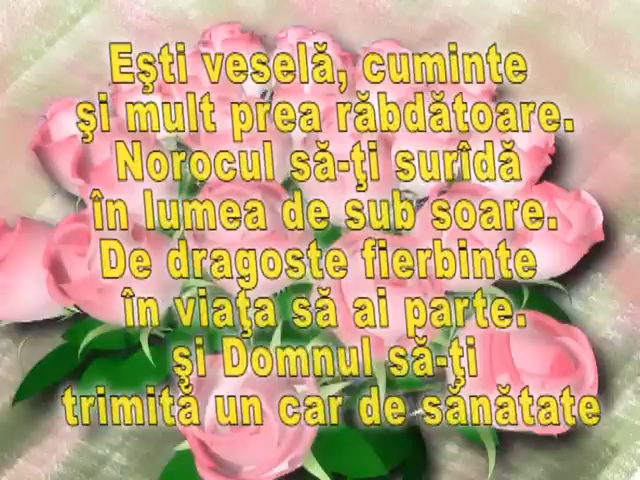 Eşti veselă, cuminte
şi mult prea răbdătoare.
Norocul să-ţi surîdă
în lumea de sub soare.
De dragoste fierbinte
în viaţa să ai parte.
şi Domnul să-ţi
trimită un car de sănătate